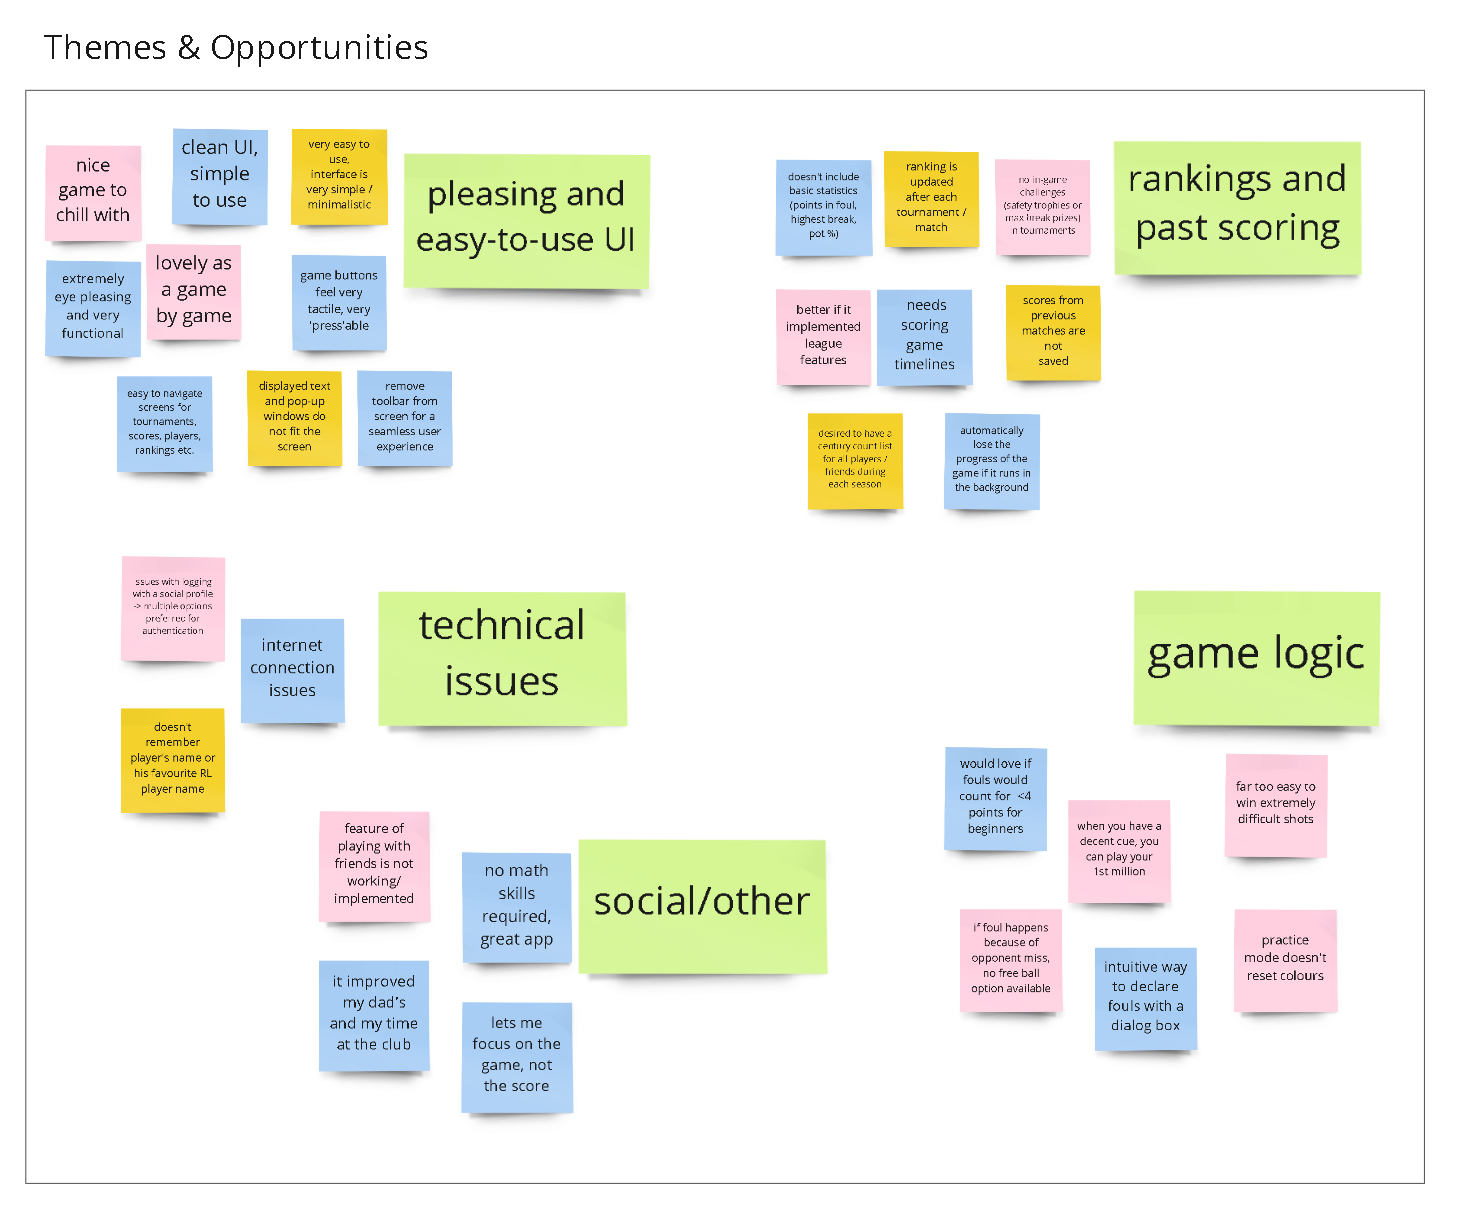 Themes & Opportunities
nice
game to
chill with
clean UI,
simple
to use
very easy to
use,
interface is
very simple /
minimalistic
pleasing and
easy-to-use UI
extremely
eye pleasing
and very
functional
lovely as
a game
by game
game buttons
feel very
tactile, very
'press'able
easy to navigate
screens for
tournaments,
scores, players,
rankings etc.
displayed text
and pop-up
windows do
not fit the
screen
remove
toolbar from
screen for a
seamless user
experience
doesn't include
basic statistics
(points in foul,
highest break,
pot %)
ranking is
updated
after each
tournament /
match
no in-game
challenges
(safety trophies or
max break prizes)
in tournaments
rankings and
past scoring
better if it
implemented
league
features
needs
scoring
game
timelines
scores from
previous
matches are
not
saved
desired to have a
century count list
for all players /
friends during
each season
automatically
lose the
progress of the
game if it runs in
the background
issues with logging
with a social profile
-> multiple options
preferred for
authentication
internet
connection
issues
technical
issues
doesn't
remember
player's name or
his favourite RL
player name
feature of
playing with
friends is not
working/
implemented
no math
skills
required,
great app
social/other
it improved
my dad's
and my time
at the club
lets me
focus on the
game, not
the score
game logic
would love if
fouls would
count for <4
points for
beginners
when you have a
decent cue, you
can play your
1st million
far too easy to
win extremely
difficult shots
if foul happens
because of
opponent miss,
no free ball
option available
intuitive way
to declare
fouls with a
dialog box
practice
mode doesn't
reset colours